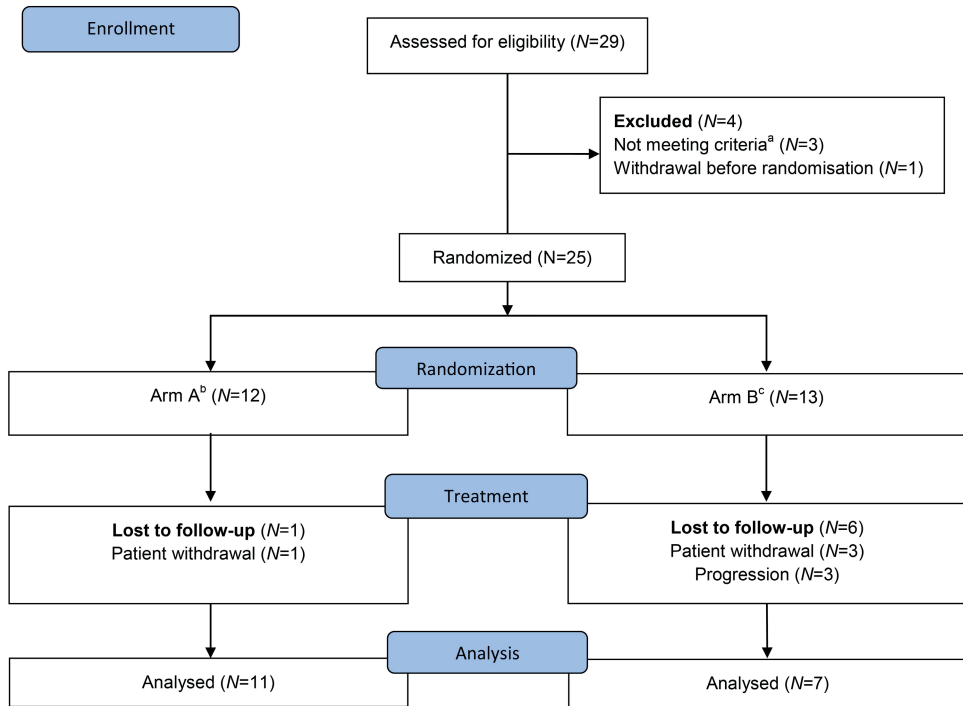 Enrollment
Assessed for eligibility (N=29)
Excluded (N=4)
Not meeting criteriaᵃ (N=3)
Withdrawal before randomisation (N=1)
Randomized (N=25)
Randomization
Arm Aᵇ (N=12)
Arm Bᶜ (N=13)
Treatment
Lost to follow-up (N=1)
Patient withdrawal (N=1)
Lost to follow-up (N=6)
Patient withdrawal (N=3)
Progression (N=3)
Analysis
Analysed (N=11)
Analysed (N=7)